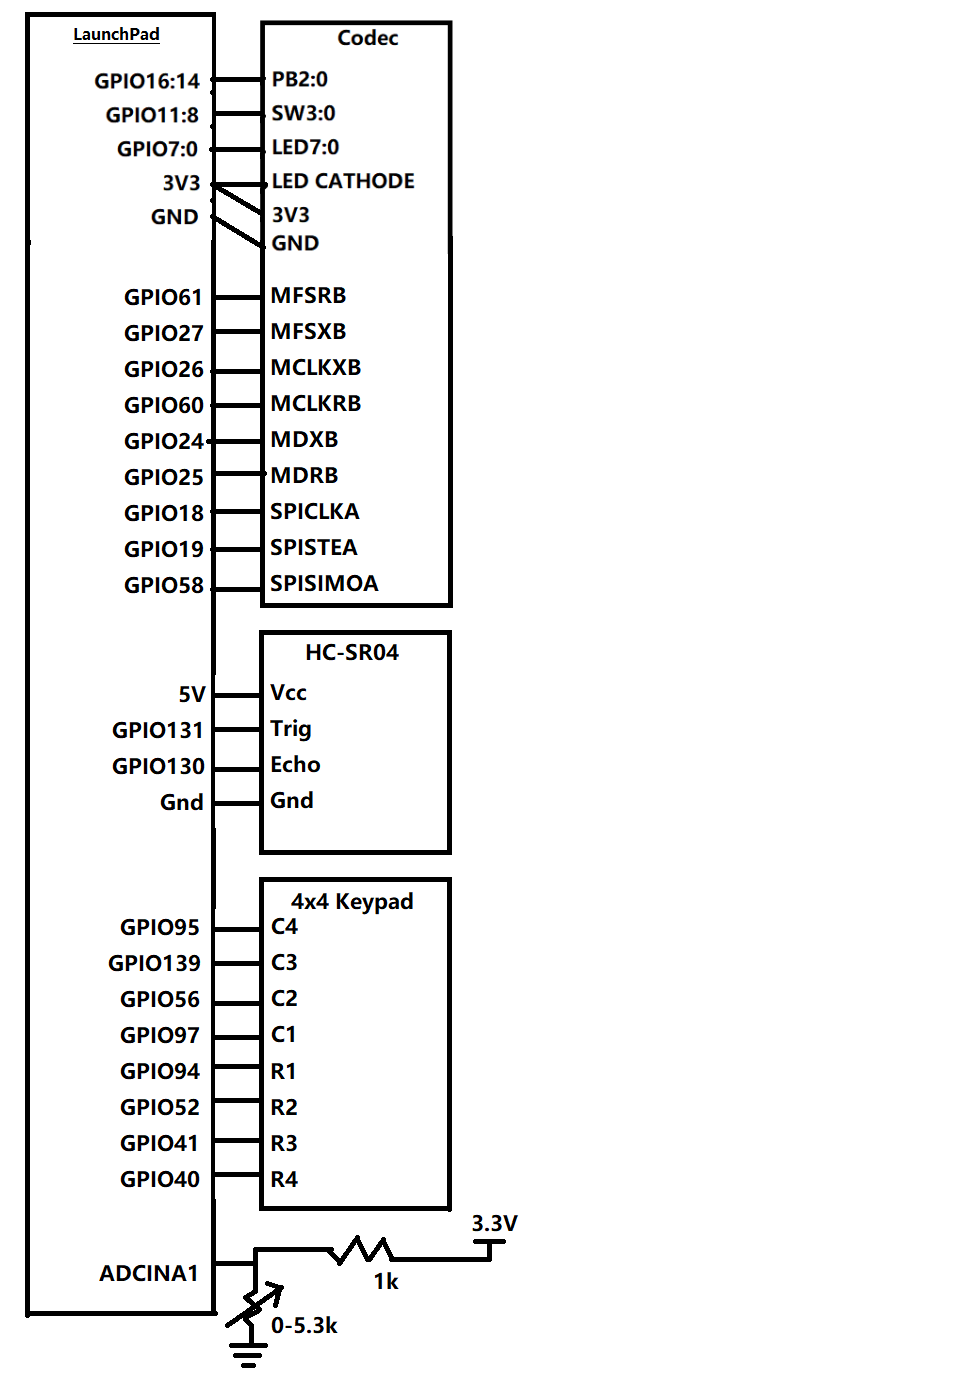 LaunchPad
Codec
GPIO16:14 PB2:0
GPIO11:8 SW3:0
GPIO7:0 LED7:0
3V3 LED CATHODE
3V3
GND
GND
GPIO61 MFSRB
GPIO27 MFSXB
GPIO26 MCLKXB
GPIO60 MCLKRB
GPIO24 MDXB
GPIO25 MDRB
GPIO18 SPICLKA
GPIO19 SPISTEA
GPIO58 SPISIMOA
HC-SR04
5V Vcc
GPIO131 Trig
GPIO130 Echo
Gnd Gnd
4x4 Keypad
GPIO95 C4
GPIO139 C3
GPIO56 C2
GPIO97 C1
GPIO94 R1
GPIO52 R2
GPIO41 R3
GPIO40 R4
3.3V
ADCINA1
1k
0-5.3k